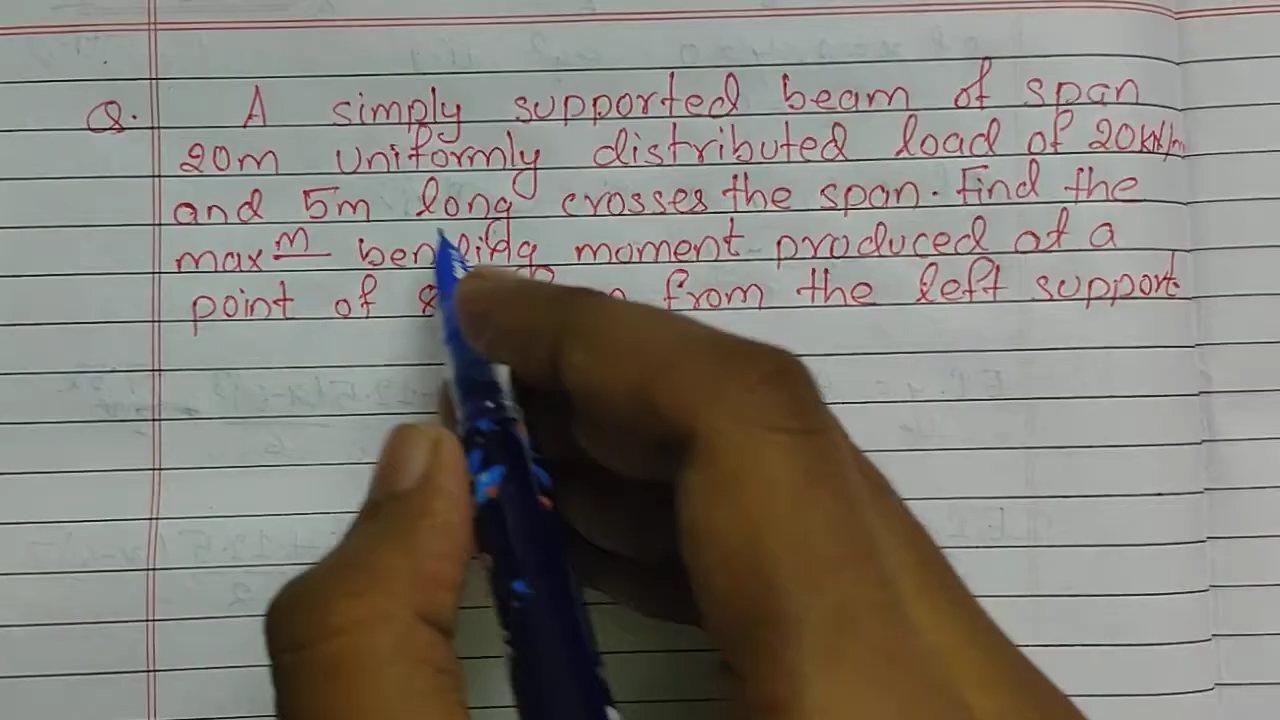 Q. A simply supported beam of span
20m uniformly distributed load of 20kN/m
and 5m long crosses the span. Find the
max m bending moment produced at a
point of from the left support